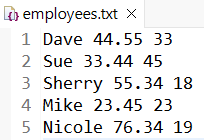 employees.txt
1 Dave 44.55 33
2 Sue 33.44 45
3 Sherry 55.34 18
4 Mike 23.45 23
5 Nicole 76.34 19